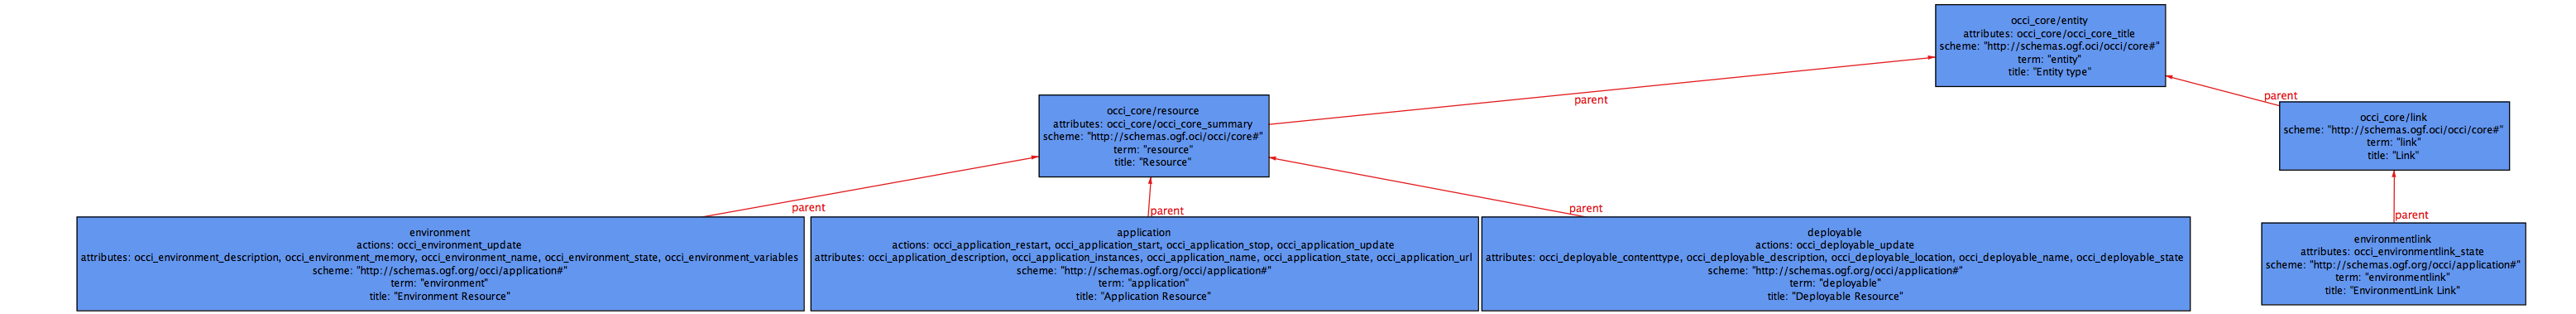 occi_core/entity
attributes: occi_core/occi_core_title
scheme: "http://schemas.ogf.oci/occi/core#"
term: "entity"
title: "Entity type"
parent
parent
occi_core/resource
attributes: occi_core/occi_core_summary
scheme: "http://schemas.ogf.oci/occi/core#"
term: "resource"
title: "Resource"
occi_core/link
scheme: "http://schemas.ogf.oci/occi/core#"
term: "link"
title: "Link"
parent
parent
parent
parent
environment
actions: occi_environment_update
attributes: occi_environment_description, occi_environment_memory, occi_environment_name, occi_environment_state, occi_environment_variables
scheme: "http://schemas.ogf.org/occi/application#"
term: "environment"
title: "Environment Resource"
application
actions: occi_application_restart, occi_application_start, occi_application_stop, occi_application_update
attributes: occi_application_description, occi_application_instances, occi_application_name, occi_application_state, occi_application_url
scheme: "http://schemas.ogf.org/occi/application#"
term: "application"
title: "Application Resource"
deployable
actions: occi_deployable_update
attributes: occi_deployable_contenttype, occi_deployable_description, occi_deployable_location, occi_deployable_name, occi_deployable_state
scheme: "http://schemas.ogf.org/occi/application#"
term: "deployable"
title: "Deployable Resource"
environmentlink
attributes: occi_environmentlink_state
scheme: "http://schemas.ogf.org/occi/application#"
term: "environmentlink"
title: "EnvironmentLink Link"